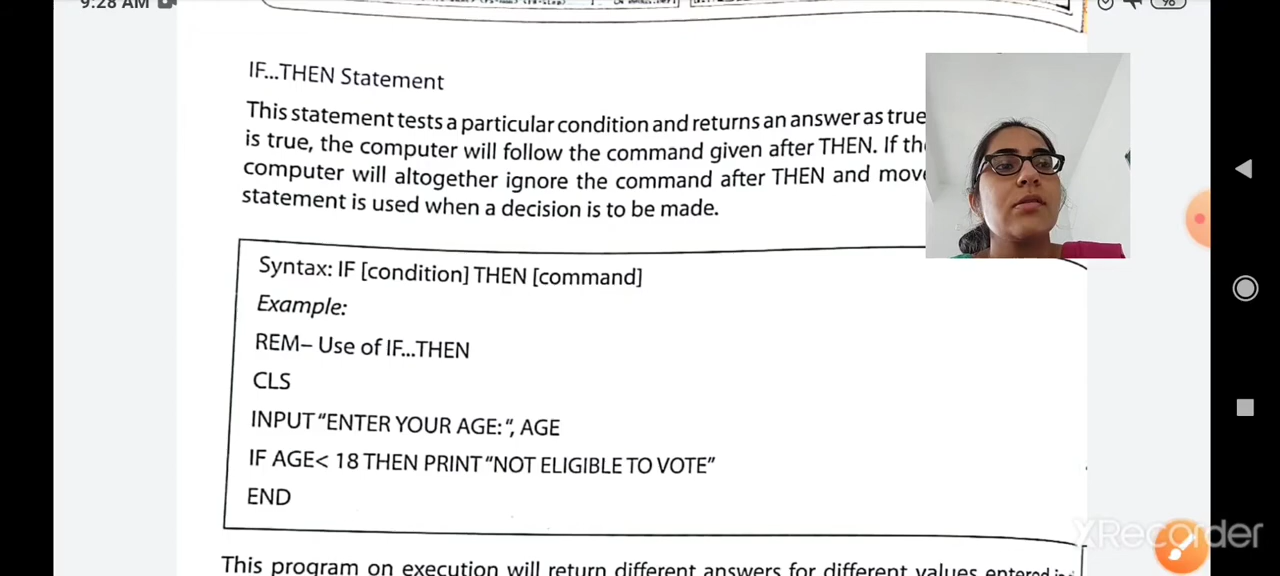 9:28 AM
96
IF...THEN Statement
This statement tests a particular condition and returns an answer as true
is true, the computer will follow the command given after THEN. If
computer will altogether ignore the command after THEN and
statement is used when a decision is to be made.
Syntax: IF [condition] THEN [command]
Example:
REM– Use of IF...THEN
CLS
INPUT “ENTER YOUR AGE: ”, AGE
IF AGE< 18 THEN PRINT “NOT ELIGIBLE TO VOTE”
END
This program on execution will return different answers for different values entered
XRecorder